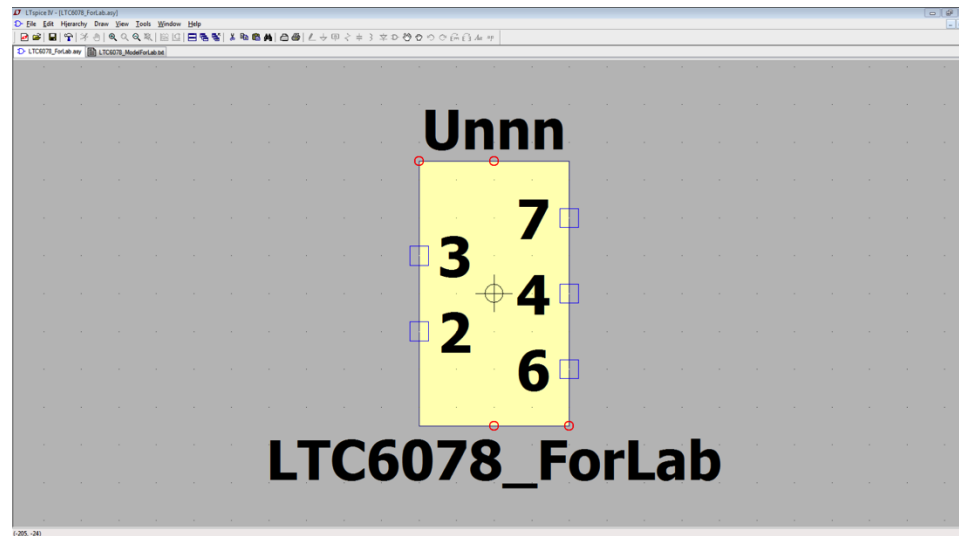 LTspice IV - [LTC6078_ForLab.asy]
File Edit Hierarchy Draw View Tools Window Help
LTC6078_ForLab.asy LTC6078_ModelForLab.txt
Unnn
7
3
4
2
6
LTC6078_ForLab
(-205, -24)